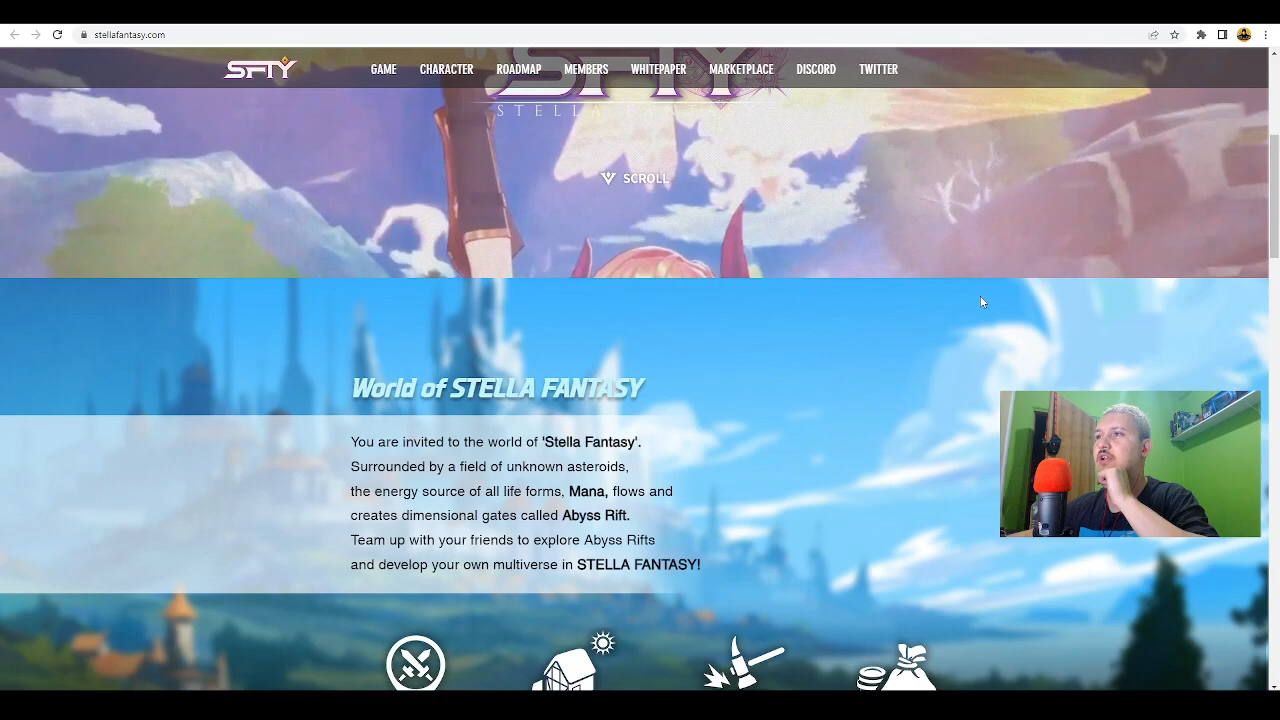 stellafantasy.com
SFTY
GAME CHARACTER ROADMAP MEMBERS WHITEPAPER MARKETPLACE DISCORD TWITTER
SFTY
STELLA FANTASY
SCROLL
World of STELLA FANTASY
You are invited to the world of 'Stella Fantasy'.
Surrounded by a field of unknown asteroids,
the energy source of all life forms, Mana, flows and
creates dimensional gates called Abyss Rift.
Team up with your friends to explore Abyss Rifts
and develop your own multiverse in STELLA FANTASY!